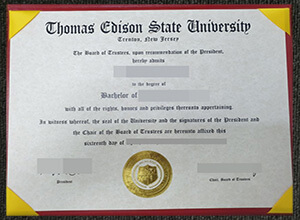 Thomas Edison State University
Trenton, New Jersey
The Board of Trustees, upon recommendation of the President,
hereby admits
to the degree of
Bachelor of
with all of the rights, honors and privileges thereunto appertaining.
In witness whereof, the seal of the University and the signatures of the President and
the Chair of the Board of Trustees are hereunto affixed this
sixteenth day of
President
Chair, Board of Trustees